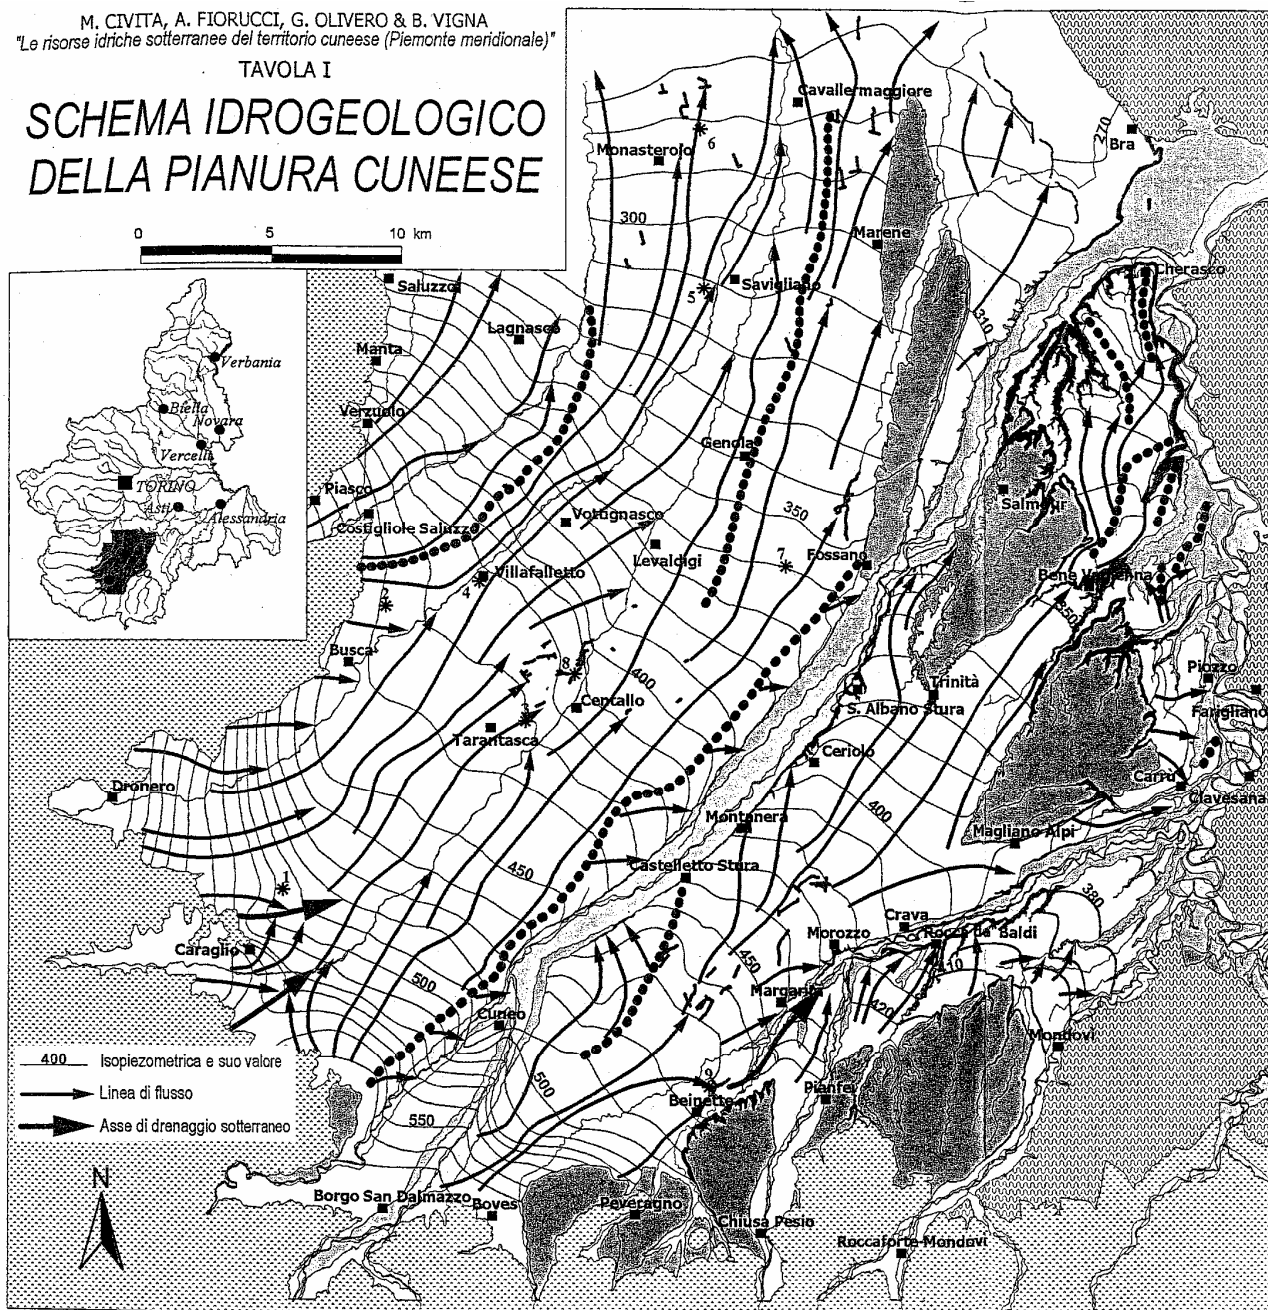 M. CIVITA, A. FIORUCCI, G. OLIVERO & B. VIGNA
"Le risorse idriche sotterranee del territorio cuneese (Piemonte meridionale)"
TAVOLA I
SCHEMA IDROGEOLOGICO
DELLA PIANURA CUNEESE
0 5 10 km
Cavallermaggiore
270
Bra
6
Monasterolo
300
Marene
Cherasco
Saluzzo
5
Savigliano
310
Lagnasco
Manta
Verbania
Biella
Novara
Vercelli
TORINO
Asti
Alessandria
Verzuolo
Genola
Piasco
Salmour
Costigliole Saluzzo
Votugnasco
350
Levaldigi
7
Fossano
Villafalletto
4
2
Bene Vagienna
350
Busca
8
400
Centallo
3
Tarantasca
Piozzo
Trinità
S. Albano Stura
Farigliano
Ceriolo
Dronero
Carrù
Clavesana
400
Montanera
Magliano Alpi
450
Castelletto Stura
1
380
Crava
Caraglio
Morozzo
Rocca de' Baldi
450
410
500
Margarita
420
Cuneo
Mondovì
400 Isopiezometrica e suo valore
Linea di flusso
Asse di drenaggio sotterraneo
500
9
Pianfei
Beinette
550
N
Borgo San Dalmazzo
Boves
Peveragno
Chiusa Pesio
Roccaforte-Mondovì